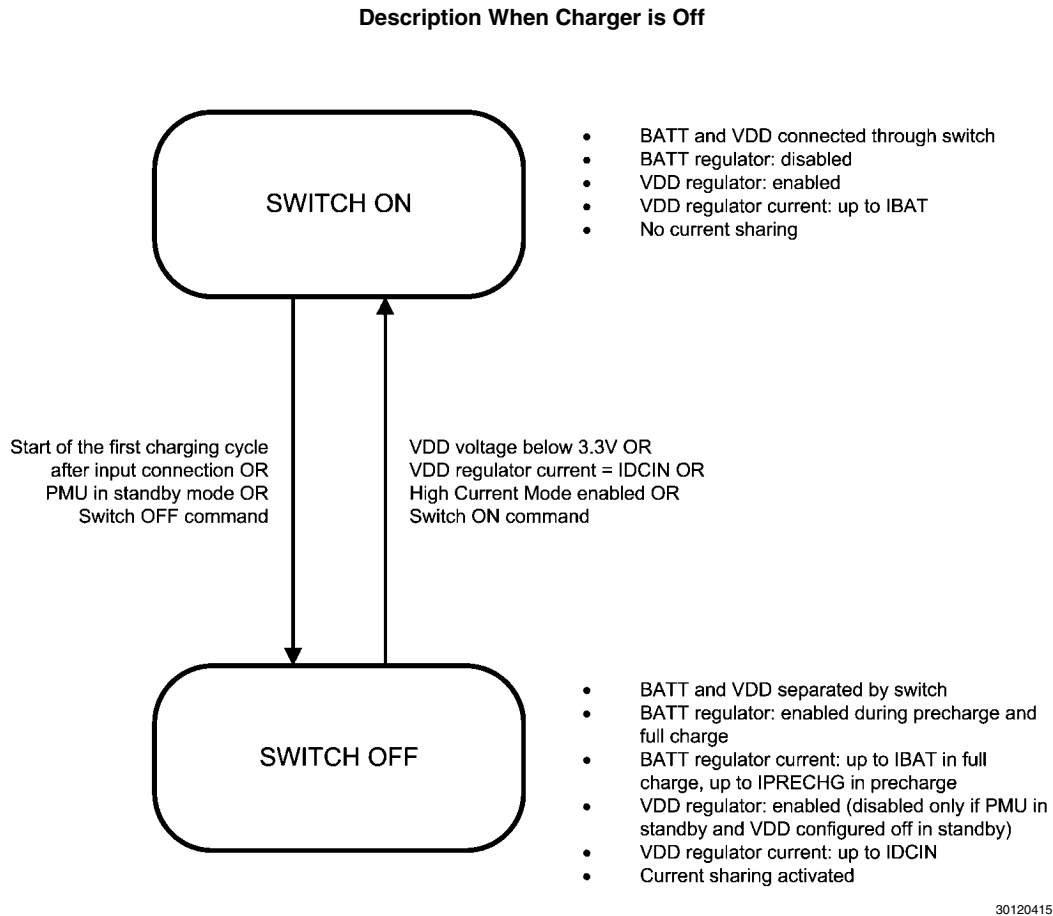 Description When Charger is Off
SWITCH ON
• BATT and VDD connected through switch
• BATT regulator: disabled
• VDD regulator: enabled
• VDD regulator current: up to IBAT
• No current sharing
Start of the first charging cycle
after input connection OR
PMU in standby mode OR
Switch OFF command
VDD voltage below 3.3V OR
VDD regulator current = IDCIN OR
High Current Mode enabled OR
Switch ON command
SWITCH OFF
• BATT and VDD separated by switch
• BATT regulator: enabled during precharge and
full charge
• BATT regulator current: up to IBAT in full
charge, up to IPRECHG in precharge
• VDD regulator: enabled (disabled only if PMU in
standby and VDD configured off in standby)
• VDD regulator current: up to IDCIN
• Current sharing activated
30120415